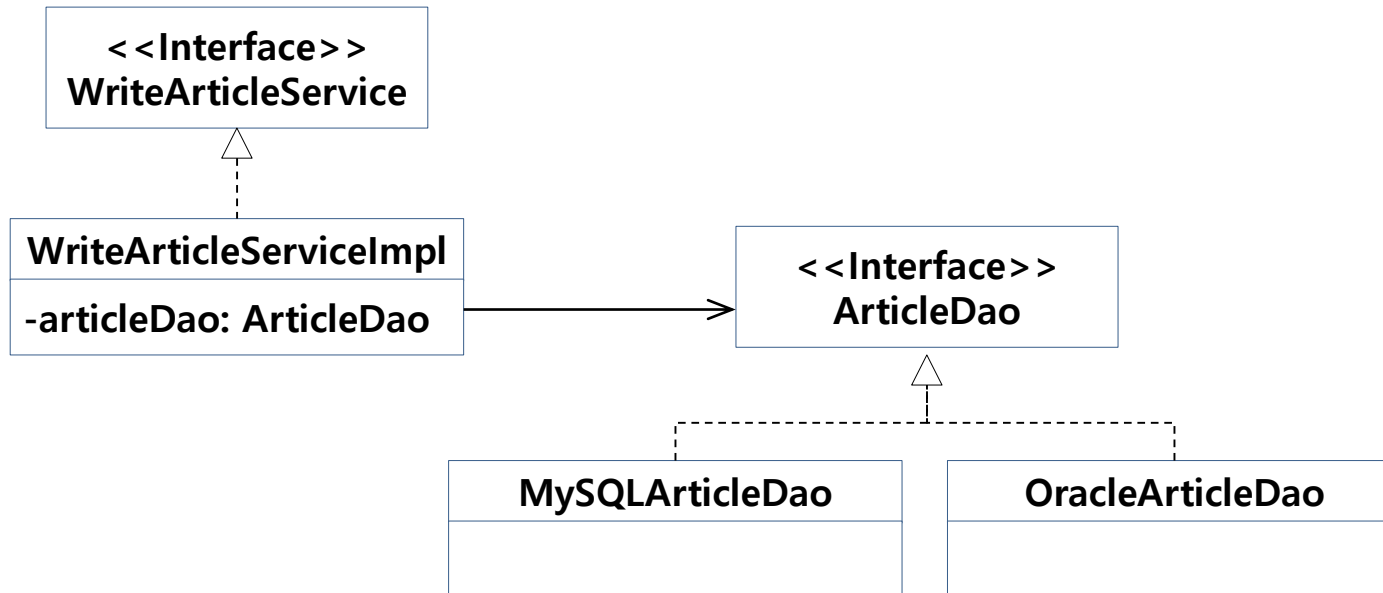 <<Interface>>
WriteArticleService
WriteArticleServiceImpl
-articleDao: ArticleDao
<<Interface>>
ArticleDao
MySQLArticleDao
OracleArticleDao